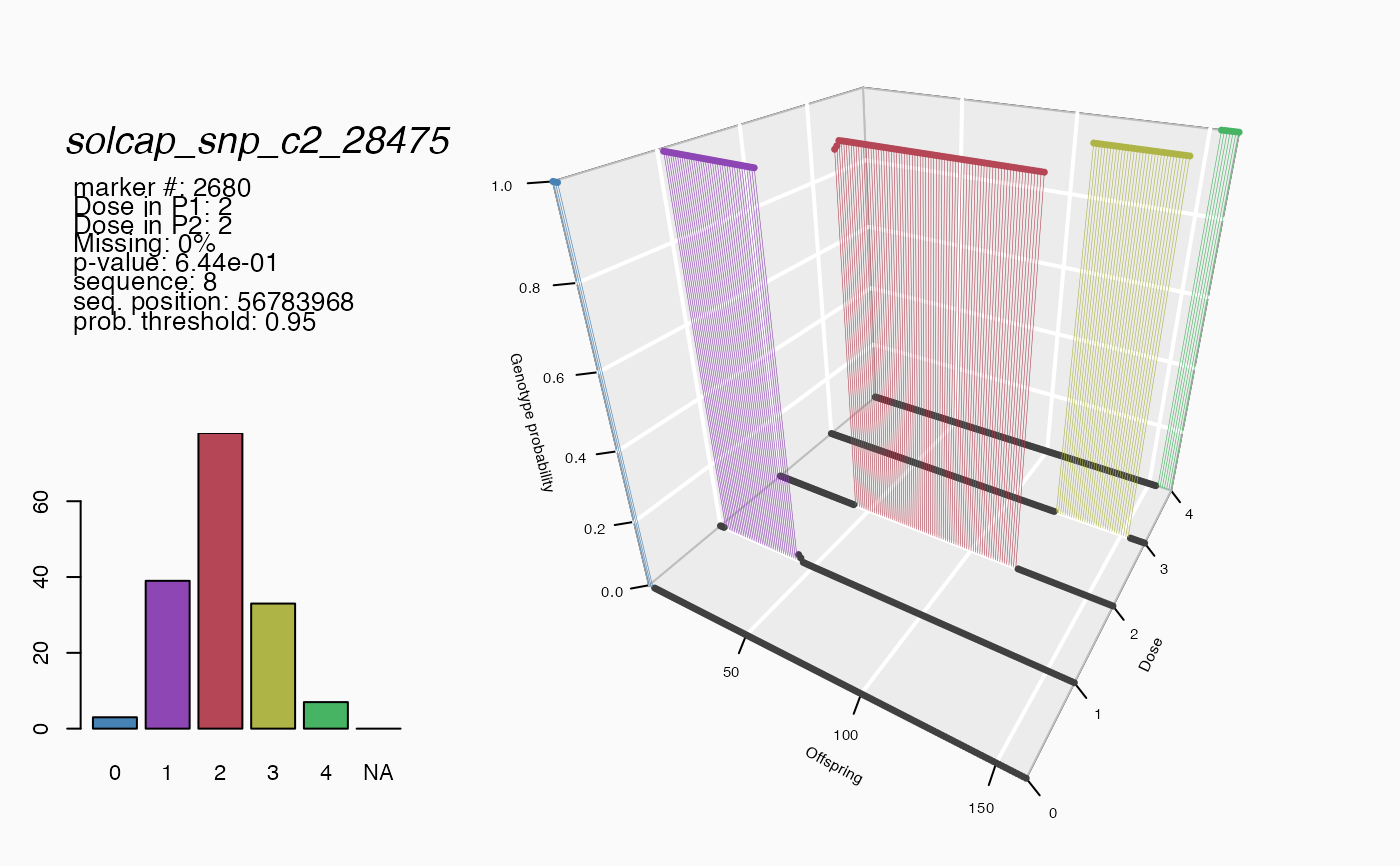 solcap_snp_c2_28475
marker #: 2680
Dose in P1: 2
Dose in P2: 2
Missing: 0%
p-value: 6.44e-01
sequence: 8
seq. position: 56783968
prob. threshold: 0.95
60
40
20
0
0 1 2 3 4 NA
1.0
0.8
0.6
0.4
0.2
0.0
Genotype probability
50
100
150
Offspring
0
1
2
3
4
Dose